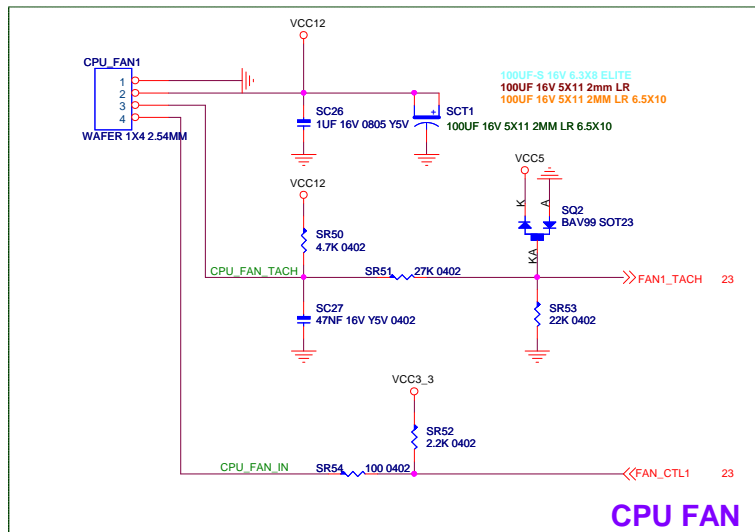 VCC12
CPU_FAN1
1
2
3
4
WAFER 1X4 2.54MM
SC26
1UF 16V 0805 Y5V
SCT1
+
100UF 16V 5X11 2MM LR 6.5X10
100UF-S 16V 6.3X8 ELITE
100UF 16V 5X11 2mm LR
100UF 16V 5X11 2MM LR 6.5X10
VCC5
K
A
SQ2
BAV99 SOT23
KA
VCC12
SR50
4.7K 0402
CPU_FAN_TACH
SR51
27K 0402
FAN1_TACH
23
SC27
47NF 16V Y5V 0402
SR53
22K 0402
VCC3_3
SR52
2.2K 0402
CPU_FAN_IN
SR54
100 0402
FAN_CTL1
23
CPU FAN